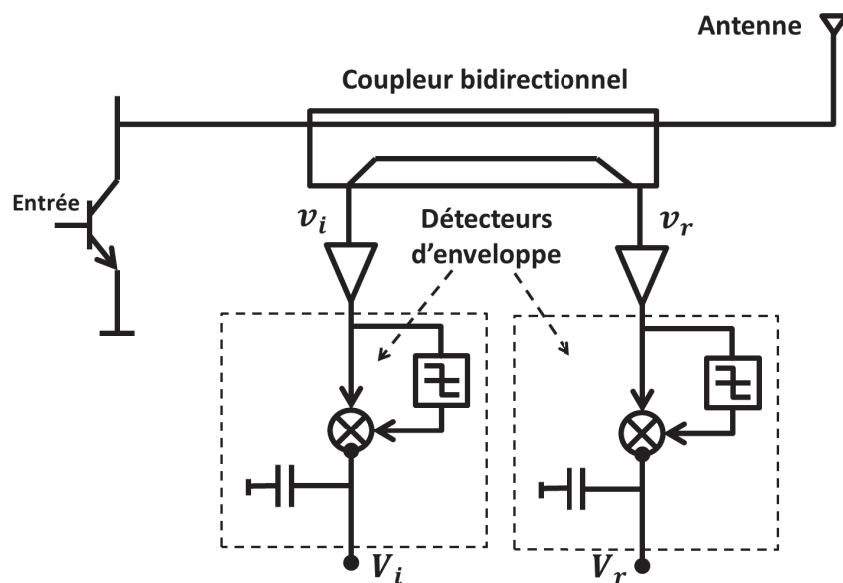 Antenne
Coupleur bidirectionnel
Entrée
v_i
Détecteurs
d'enveloppe
v_r
V_i
V_r